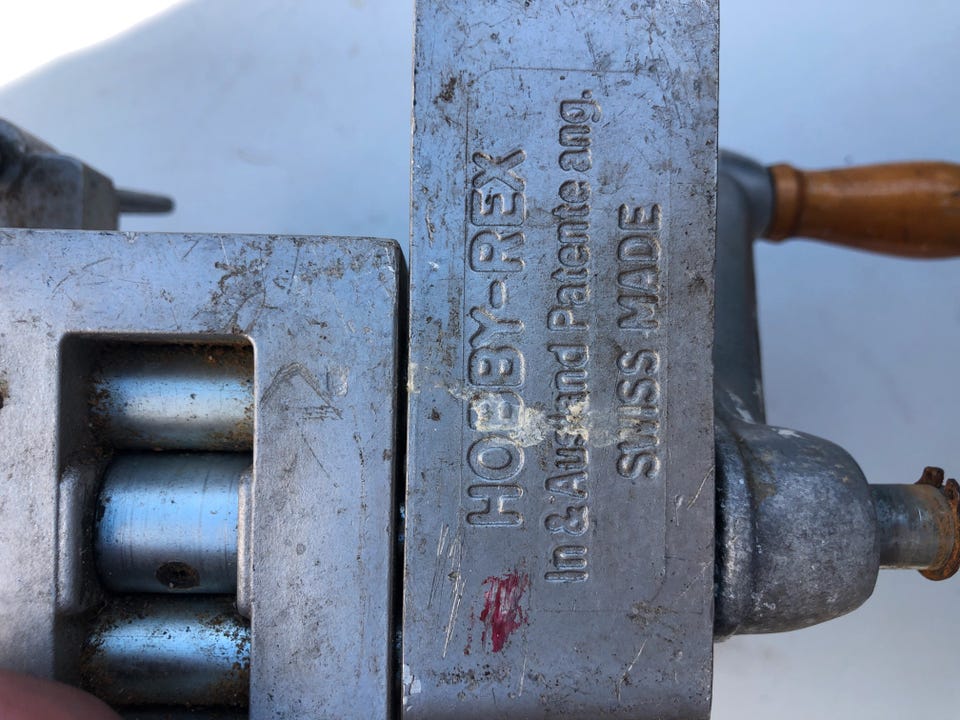 HOBBY-REX
In & Ausland Patente ang.
SWISS MADE